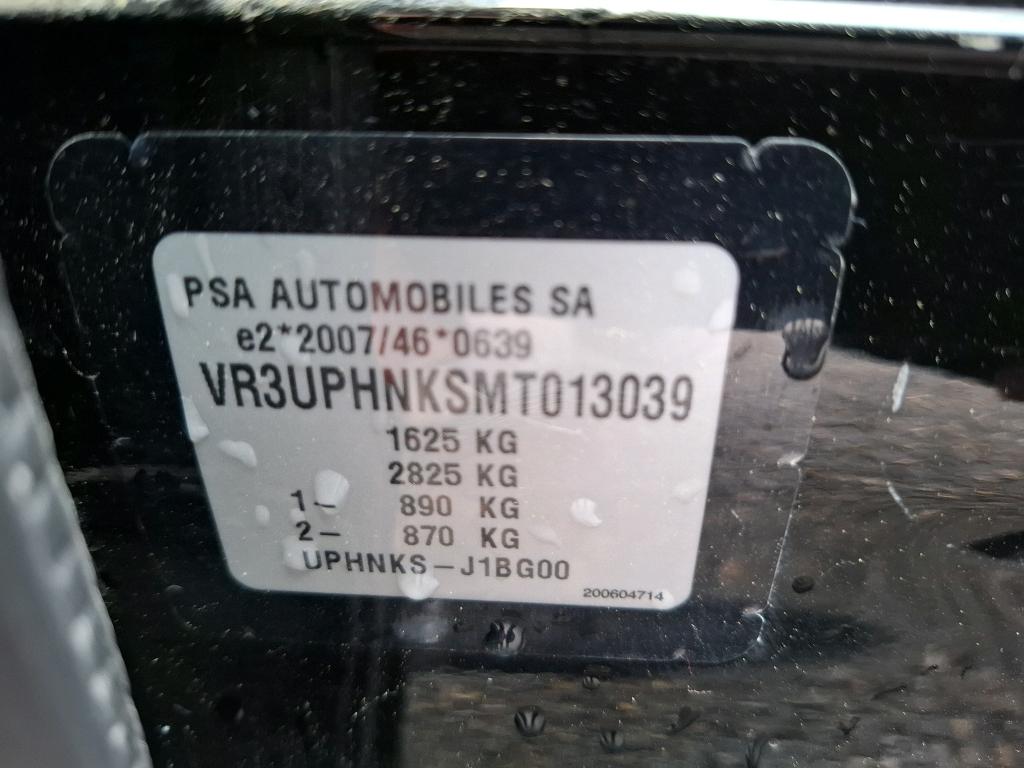 PSA AUTOMOBILES SA
e2*2007/46*0639
VR3UPHNKSMT013039
1625 KG
2825 KG
1- 890 KG
2- 870 KG
UPHNKS-J1BG00
200604714